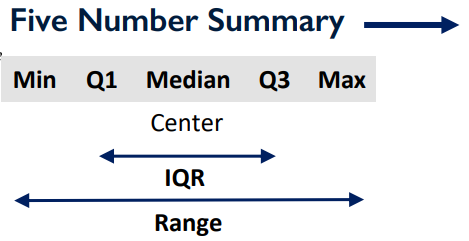 Five Number Summary
Min Q1 Median Q3 Max
Center
IQR
Range